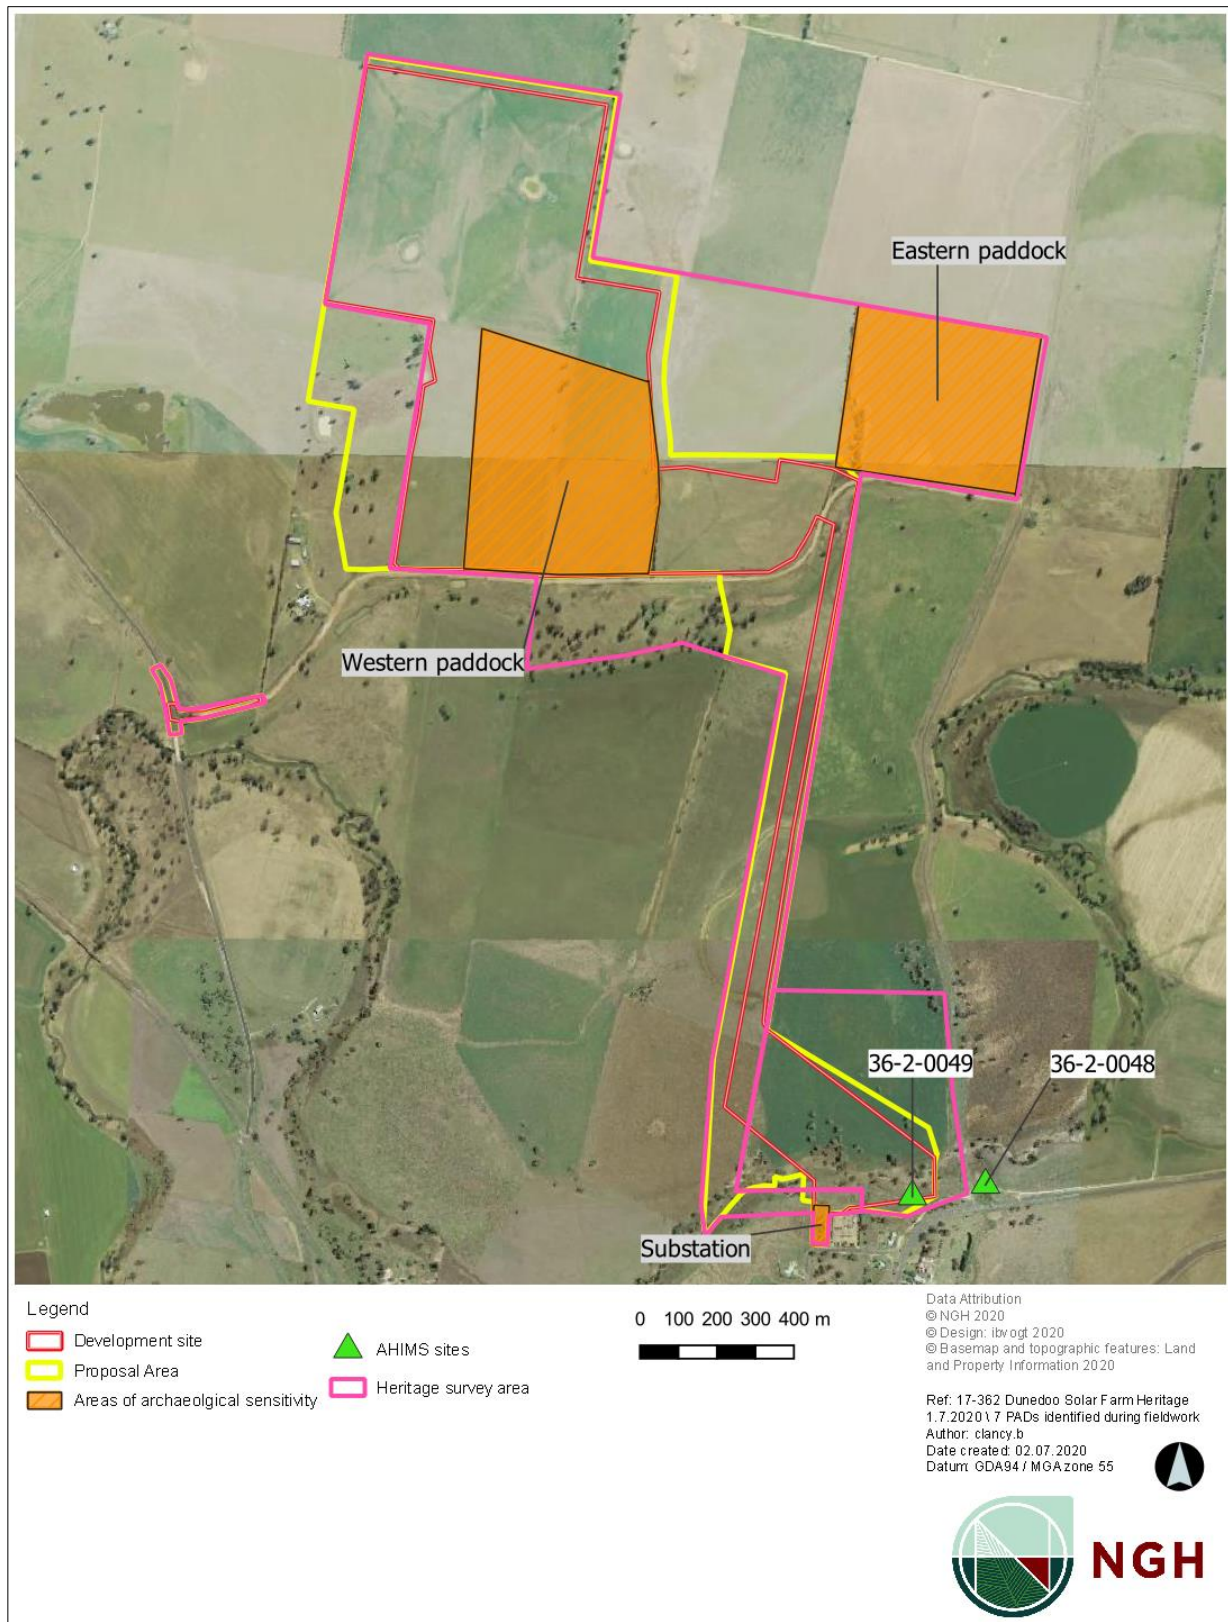 Eastern paddock
Western paddock
36-2-0049
36-2-0048
Substation
Legend
Development site
Proposal Area
Areas of archaeolgical sensitivity
AHIMS sites
Heritage survey area
0 100 200 300 400 m
Data Attribution
© NGH 2020
© Design: ibvogt 2020
© Basemap and topographic features: Land
and Property Information 2020
Ref: 17-362 Dunedoo Solar Farm Heritage
1.7.2020 \ 7 PADs identified during fieldwork
Author: clancy.b
Date created: 02.07.2020
Datum: GDA94 / MGA zone 55
NGH